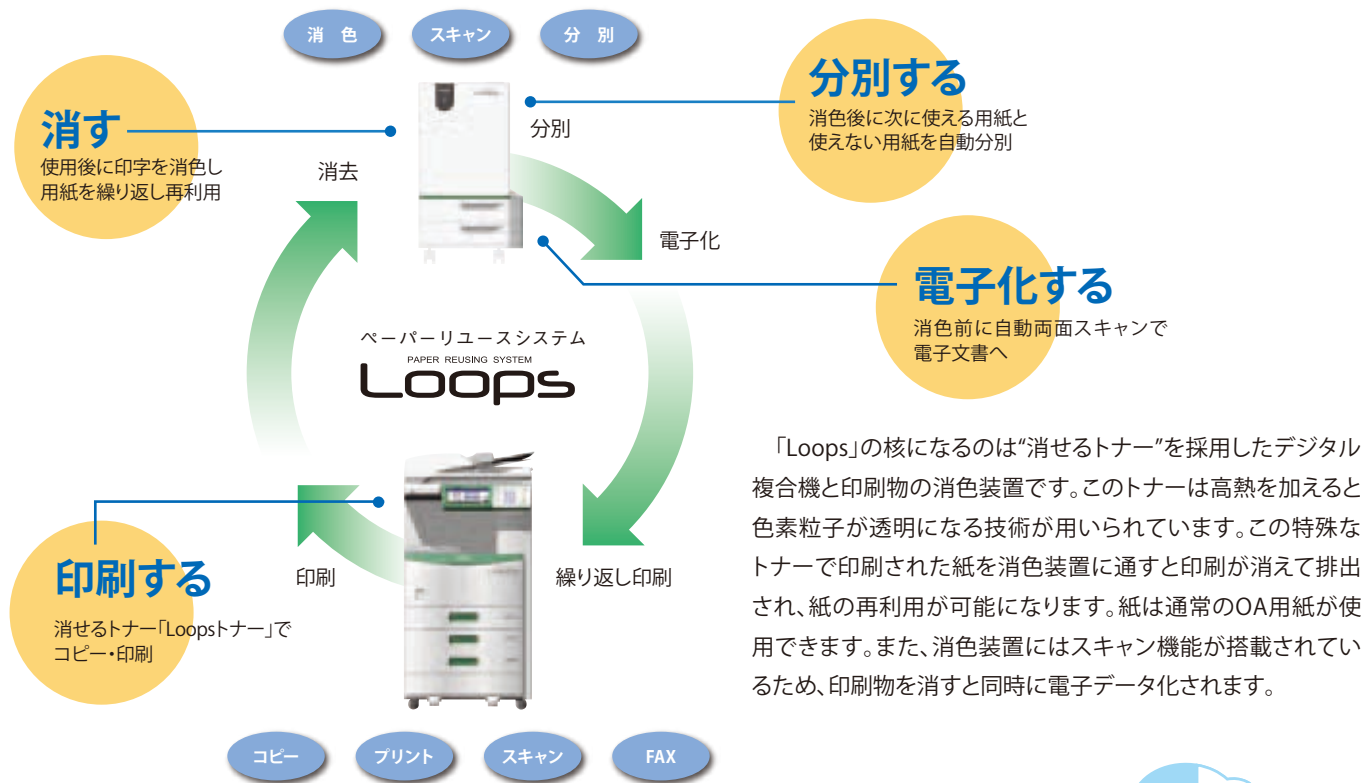 消 色
スキャン
分 別
消す
使用後に印字を消色し
用紙を繰り返し再利用
分別する
消色後に次に使える用紙と
使えない用紙を自動分別
分別
消去
電子化
電子化する
消色前に自動両面スキャンで
電子文書へ
ペーパーリユースシステム
PAPER REUSING SYSTEM
Loops
印刷する
消せるトナー「Loopsトナー」で
コピー・印刷
印刷
繰り返し印刷
コピー
プリント
スキャン
FAX
「Loops」の核になるのは“消せるトナー”を採用したデジタル
複合機と印刷物の消色装置です。このトナーは高熱を加えると
色素粒子が透明になる技術が用いられています。この特殊な
トナーで印刷された紙を消色装置に通すと印刷が消えて排出
され、紙の再利用が可能になります。紙は通常のOA用紙が使
用できます。また、消色装置にはスキャン機能が搭載されてい
るため、印刷物を消すと同時に電子データ化されます。